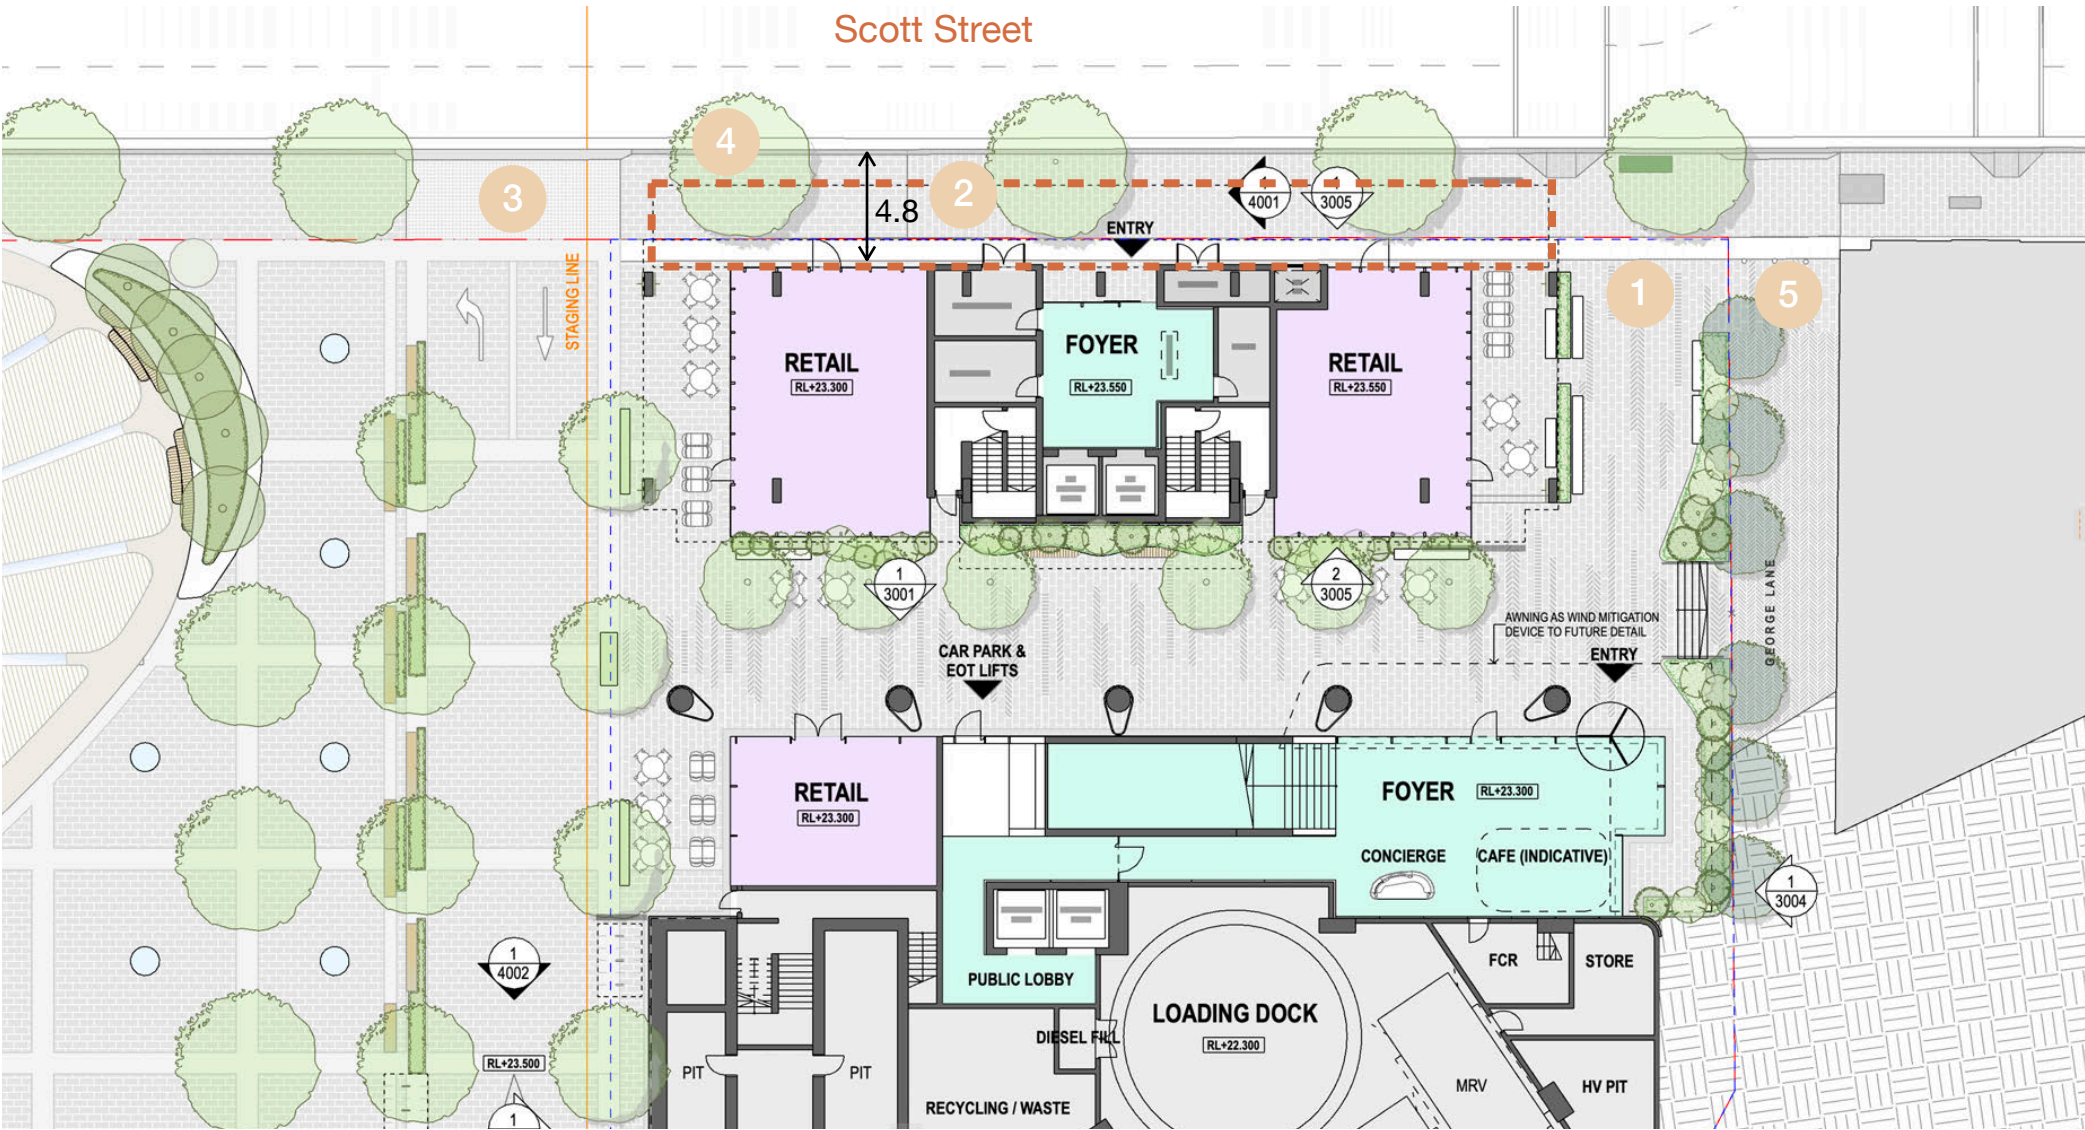 Scott Street
4
3
2
4.8
1
4001
1
3005
ENTRY
1
5
STAGING LINE
RETAIL
RL+23.300
FOYER
RL+23.550
RETAIL
RL+23.550
1
3001
2
3005
GEORGE LANE
AWNING AS WIND MITIGATION
DEVICE TO FUTURE DETAIL
ENTRY
CAR PARK &
EOT LIFTS
RETAIL
RL+23.300
FOYER
RL+23.300
CONCIERGE
CAFE (INDICATIVE)
1
3004
1
4002
PUBLIC LOBBY
FCR
STORE
LOADING DOCK
RL+22.300
DIESEL FILL
RL+23.500
PIT
PIT
MRV
HV PIT
RECYCLING / WASTE
1